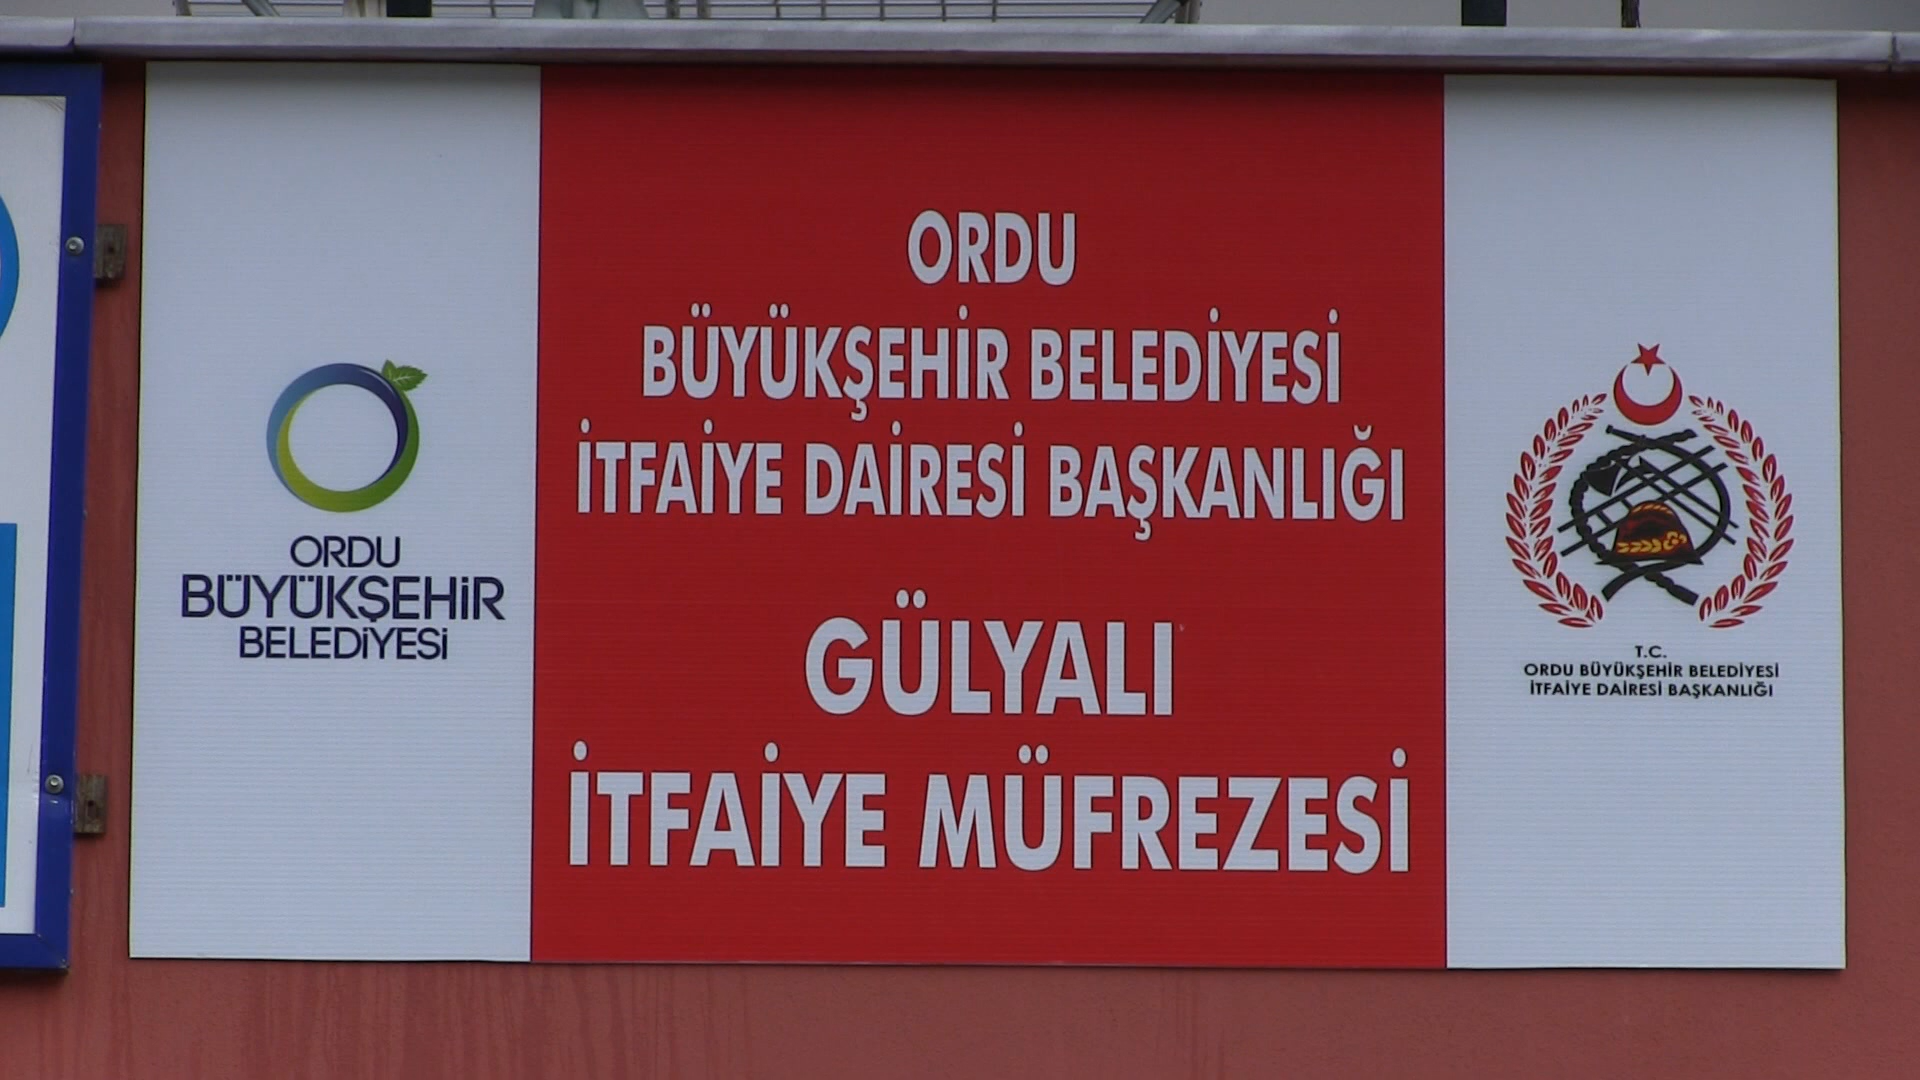 ORDU
BÜYÜKŞEHİR
BELEDİYESİ
ORDU
BÜYÜKŞEHİR BELEDİYESİ
İTFAİYE DAİRESİ BAŞKANLIĞI
GÜLYALI
İTFAİYE MÜFREZESİ
T.C.
ORDU BÜYÜKŞEHİR BELEDİYESİ
İTFAİYE DAİRESİ BAŞKANLIĞI